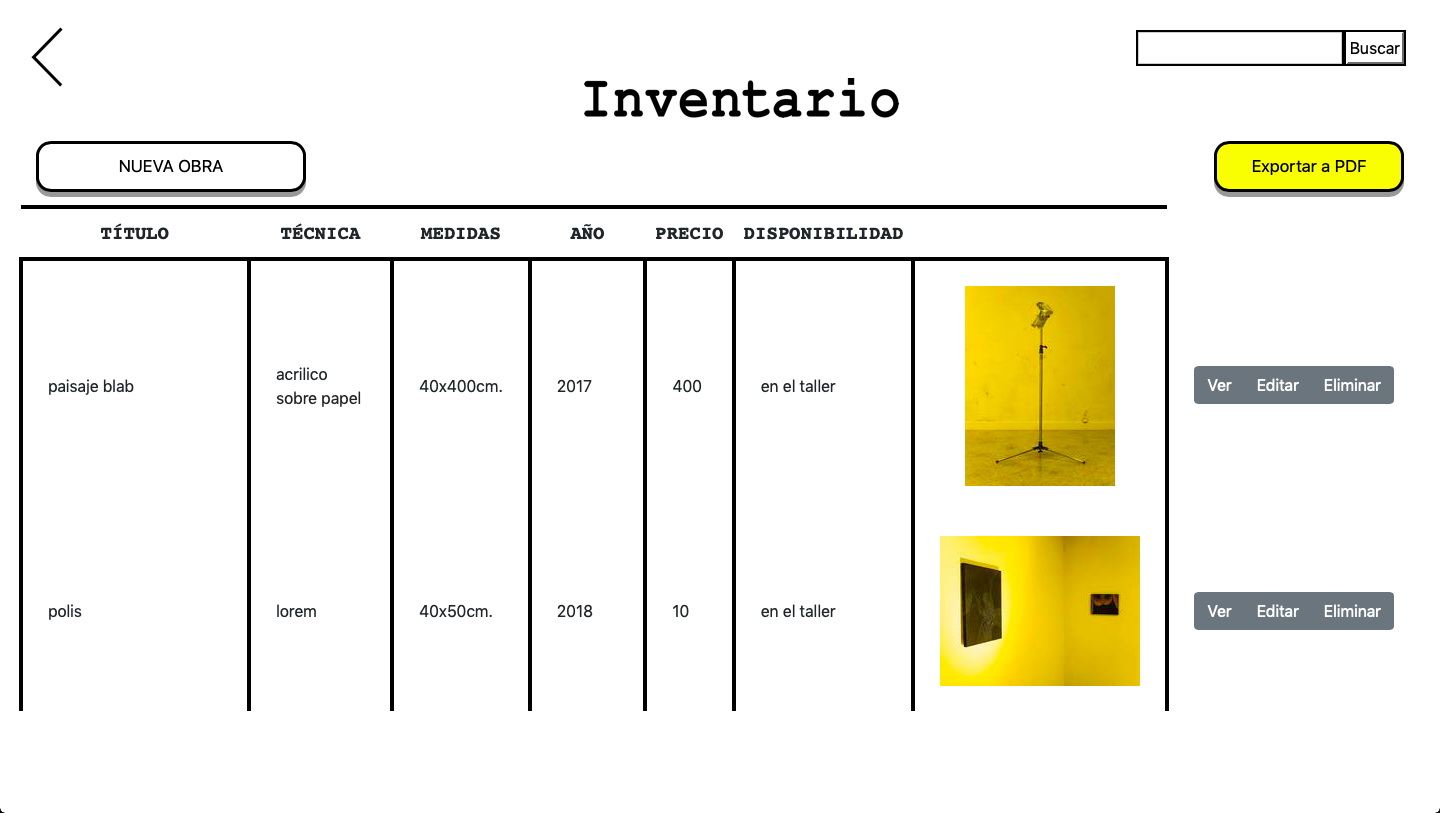 Buscar
Inventario
NUEVA OBRA
Exportar a PDF
TÍTULO TÉCNICA MEDIDAS AÑO PRECIO DISPONIBILIDAD
paisaje blab
acrilico
sobre papel
40x400cm.
2017
400
en el taller
Ver Editar Eliminar
polis
lorem
40x50cm.
2018
10
en el taller
Ver Editar Eliminar